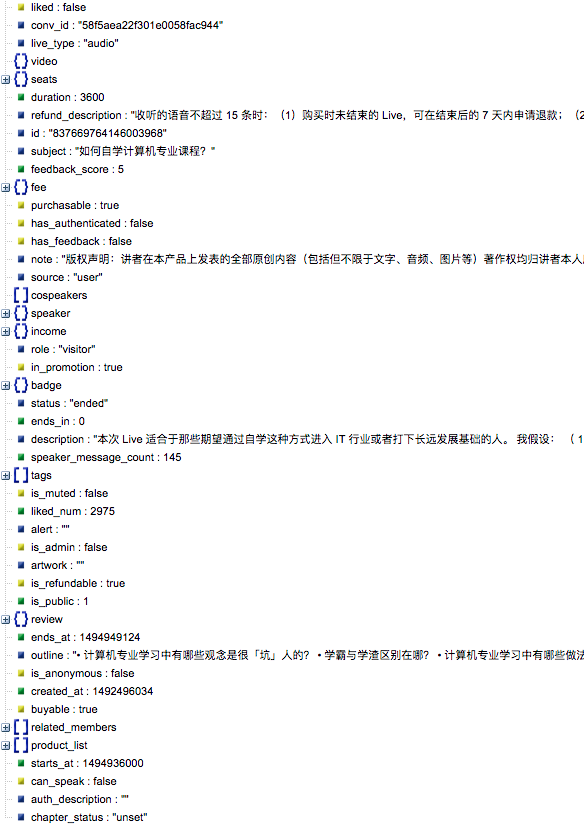 liked : false
conv_id : "58f5aea22f301e0058fac944"
live_type : "audio"
{} video
{} seats
duration : 3600
refund_description : "收听的语音不超过 15 条时：（1）购买时未结束的 Live，可在结束后的 7 天内申请退款；（2
id : "837669764146003968"
subject : "如何自学计算机专业课程？"
feedback_score : 5
{} fee
purchasable : true
has_authenticated : false
has_feedback : false
note : "版权声明：讲者在本产品上发表的全部原创内容（包括但不限于文字、音频、图片等）著作权均归讲者本人
source : "user"
[] cospeakers
{} speaker
{} income
role : "visitor"
in_promotion : true
{} badge
status : "ended"
ends_in : 0
description : "本次 Live 适合于那些期望通过自学这种方式进入 IT 行业或者打下长远发展基础的人。 我假设： （ 1
speaker_message_count : 145
[] tags
is_muted : false
liked_num : 2975
alert : ""
is_admin : false
artwork : ""
is_refundable : true
is_public : 1
{} review
ends_at : 1494949124
outline : "• 计算机专业学习中有哪些观念是很「坑」人的？ • 学霸与学渣区别在哪？ • 计算机专业学习中有哪些做法
is_anonymous : false
created_at : 1492496034
buyable : true
[] related_members
[] product_list
starts_at : 1494936000
can_speak : false
auth_description : ""
chapter_status : "unset"